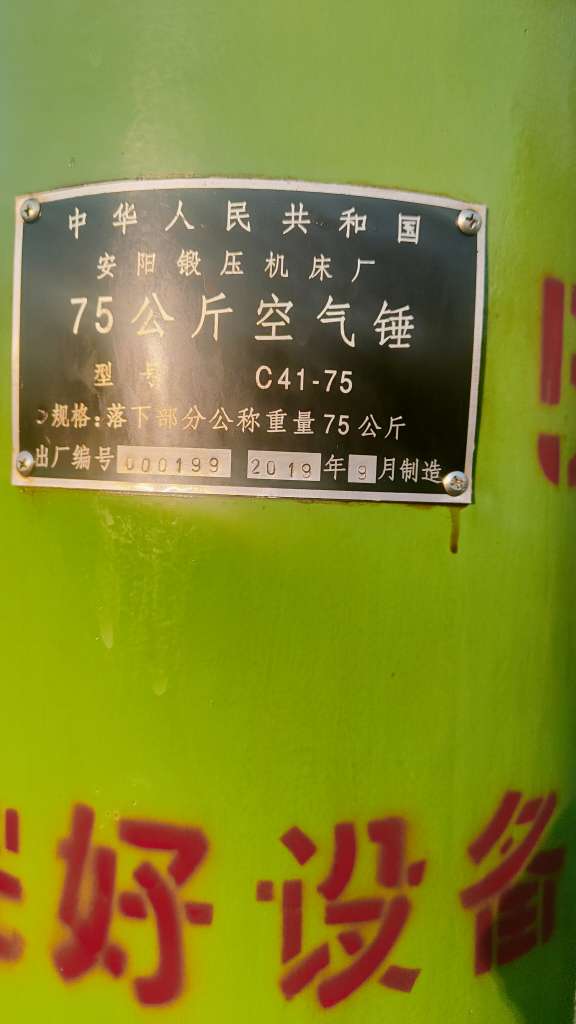 中华人民共和国
安阳锻压机床厂
75公斤空气锤
型号 C41-75
规格:落下部分公称重量75公斤
出厂编号 000199 2019年9月制造
好设备